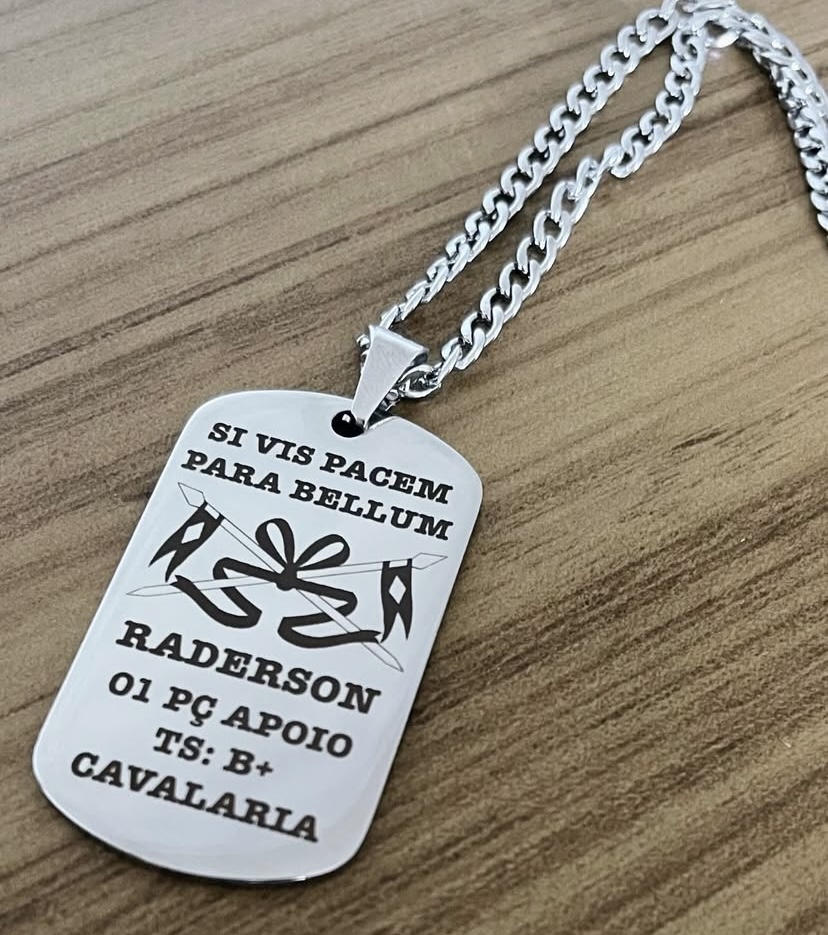 SI VIS PACEM
PARA BELLUM
RADERSON
01 PÇ APOIO
TS: B+
CAVALARIA